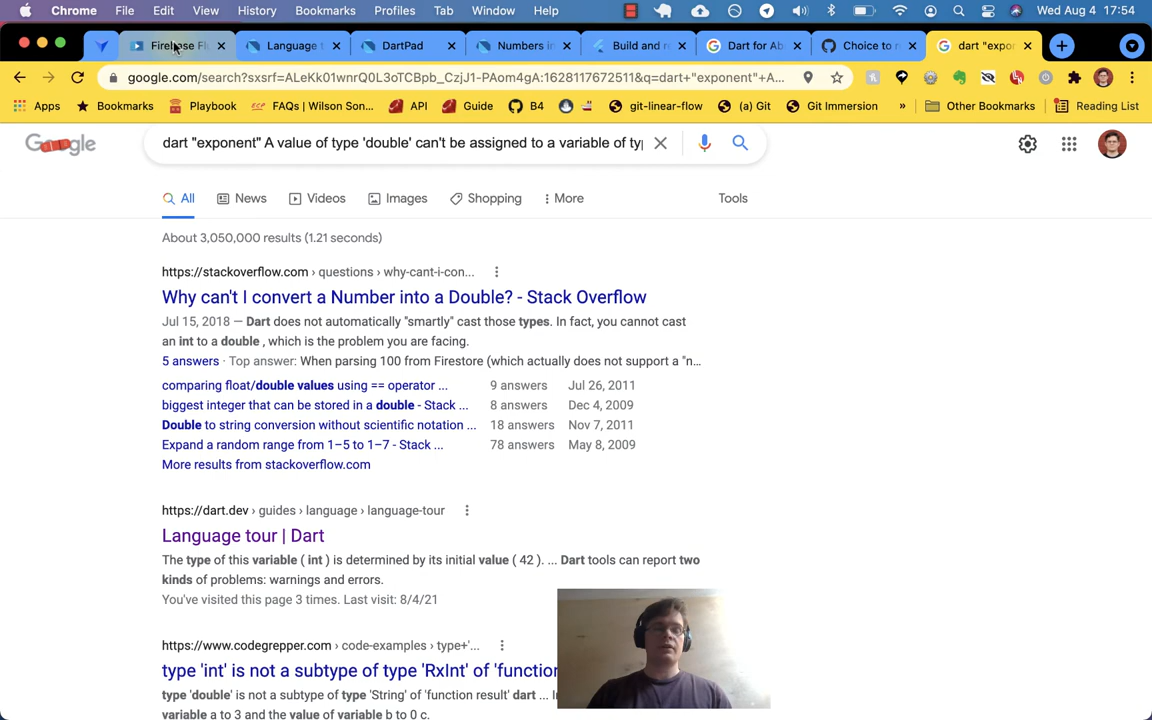 Chrome File Edit View History Bookmarks Profiles Tab Window Help Wed Aug 4 17:54
Firebase Fl Language t DartPad Numbers in Build and r Dart for Ab Choice to r dart "expor
google.com/search?sxsrf=ALeKk01wnrQ0L3oTCBpb_CzjJ1-PAom4gA:1628117672511&q=dart+"exponent"+A...
Apps Bookmarks Playbook FAQs | Wilson Son... API Guide B4 git-linear-flow (a) Git Git Immersion » Other Bookmarks Reading List
Google
dart "exponent" A value of type 'double' can't be assigned to a variable of ty
All News Videos Images Shopping More Tools
About 3,050,000 results (1.21 seconds)
https://stackoverflow.com › questions › why-cant-i-con...
Why can't I convert a Number into a Double? - Stack Overflow
Jul 15, 2018 — Dart does not automatically "smartly" cast those types. In fact, you cannot cast
an int to a double , which is the problem you are facing.
5 answers · Top answer: When parsing 100 from Firestore (which actually does not support a "n...
comparing float/double values using == operator ... 9 answers Jul 26, 2011
biggest integer that can be stored in a double - Stack ... 8 answers Dec 4, 2009
Double to string conversion without scientific notation ... 18 answers Nov 7, 2011
Expand a random range from 1–5 to 1–7 - Stack ... 78 answers May 8, 2009
More results from stackoverflow.com
https://dart.dev › guides › language › language-tour
Language tour | Dart
The type of this variable ( int ) is determined by its initial value ( 42 ). ... Dart tools can report two
kinds of problems: warnings and errors.
You've visited this page 3 times. Last visit: 8/4/21
https://www.codegrepper.com › code-examples › type+'...
type 'int' is not a subtype of type 'RxInt' of 'function
type 'double' is not a subtype of type 'String' of 'function result' dart ... In
variable a to 3 and the value of variable b to 0 c.